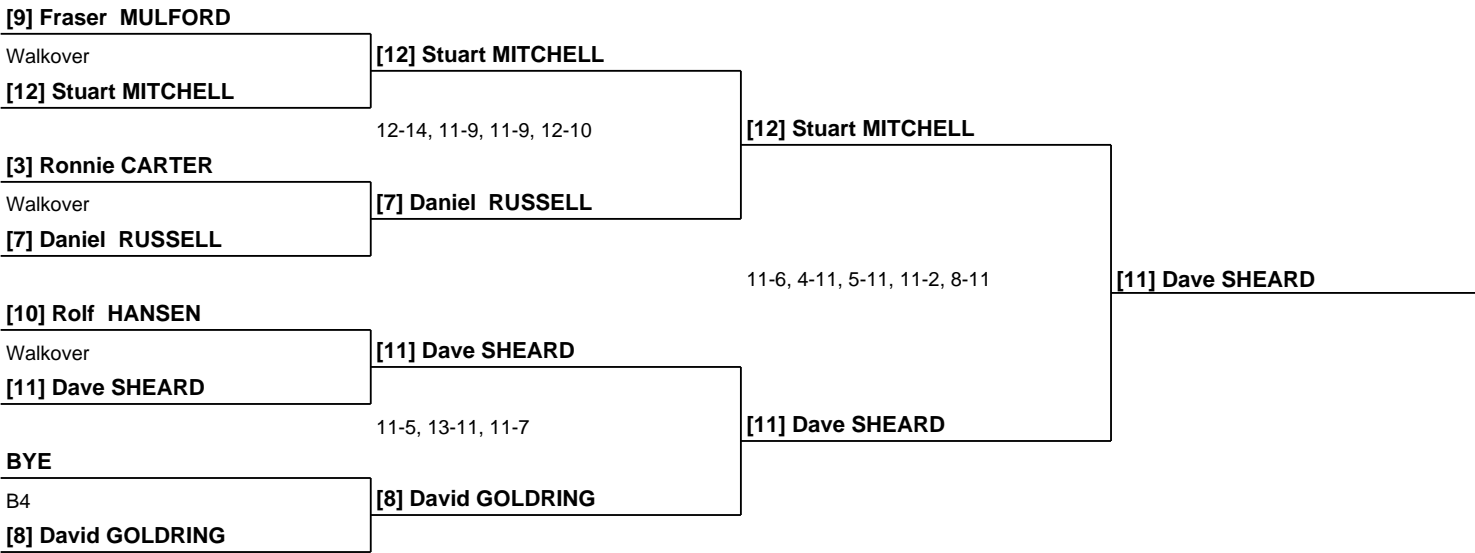 [9] Fraser  MULFORD
Walkover
[12] Stuart MITCHELL
[12] Stuart MITCHELL
12-14, 11-9, 11-9, 12-10
[12] Stuart MITCHELL
[3] Ronnie CARTER
Walkover
[7] Daniel  RUSSELL
[7] Daniel  RUSSELL
11-6, 4-11, 5-11, 11-2, 8-11
[11] Dave SHEARD
[10] Rolf  HANSEN
Walkover
[11] Dave SHEARD
[11] Dave SHEARD
11-5, 13-11, 11-7
[11] Dave SHEARD
BYE
B4
[8] David GOLDRING
[8] David GOLDRING